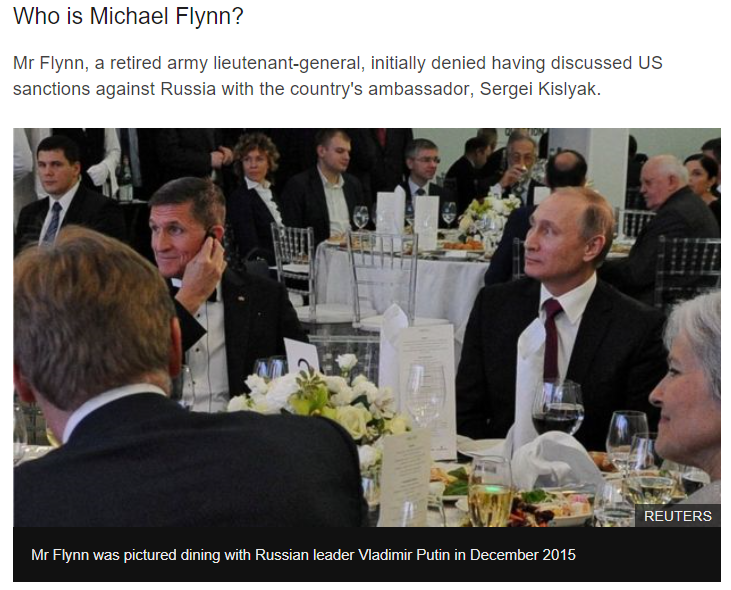 Who is Michael Flynn?
Mr Flynn, a retired army lieutenant-general, initially denied having discussed US
sanctions against Russia with the country's ambassador, Sergei Kislyak.
REUTERS
Mr Flynn was pictured dining with Russian leader Vladimir Putin in December 2015